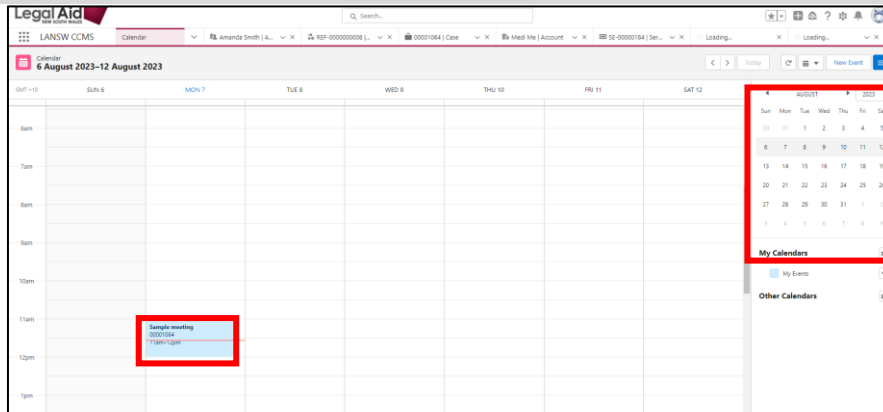 Legal Aid
NEW SOUTH WALES
Search...
LANSW CCMS
Calendar
Amanda Smith | A...
REF-0000000008 |...
00001064 | Case
Medi Me | Account
SE-00000184 | Ser...
Loading...
Loading...
Calendar
6 August 2023–12 August 2023
Today
New Event
GMT +10
SUN 6
MON 7
TUE 8
WED 9
THU 10
FRI 11
SAT 12
6am
7am
8am
9am
10am
11am
12pm
1pm
Sample meeting
00001064
11am–12pm
AUGUST
2023
Sun Mon Tue Wed Thu Fri
30 31 1 2 3 4 5
6 7 8 9 10 11 12
13 14 15 16 17 18 19
20 21 22 23 24 25 26
27 28 29 30 31 1 2
3 4 5 6 7 8 9
My Calendars
My Events
Other Calendars